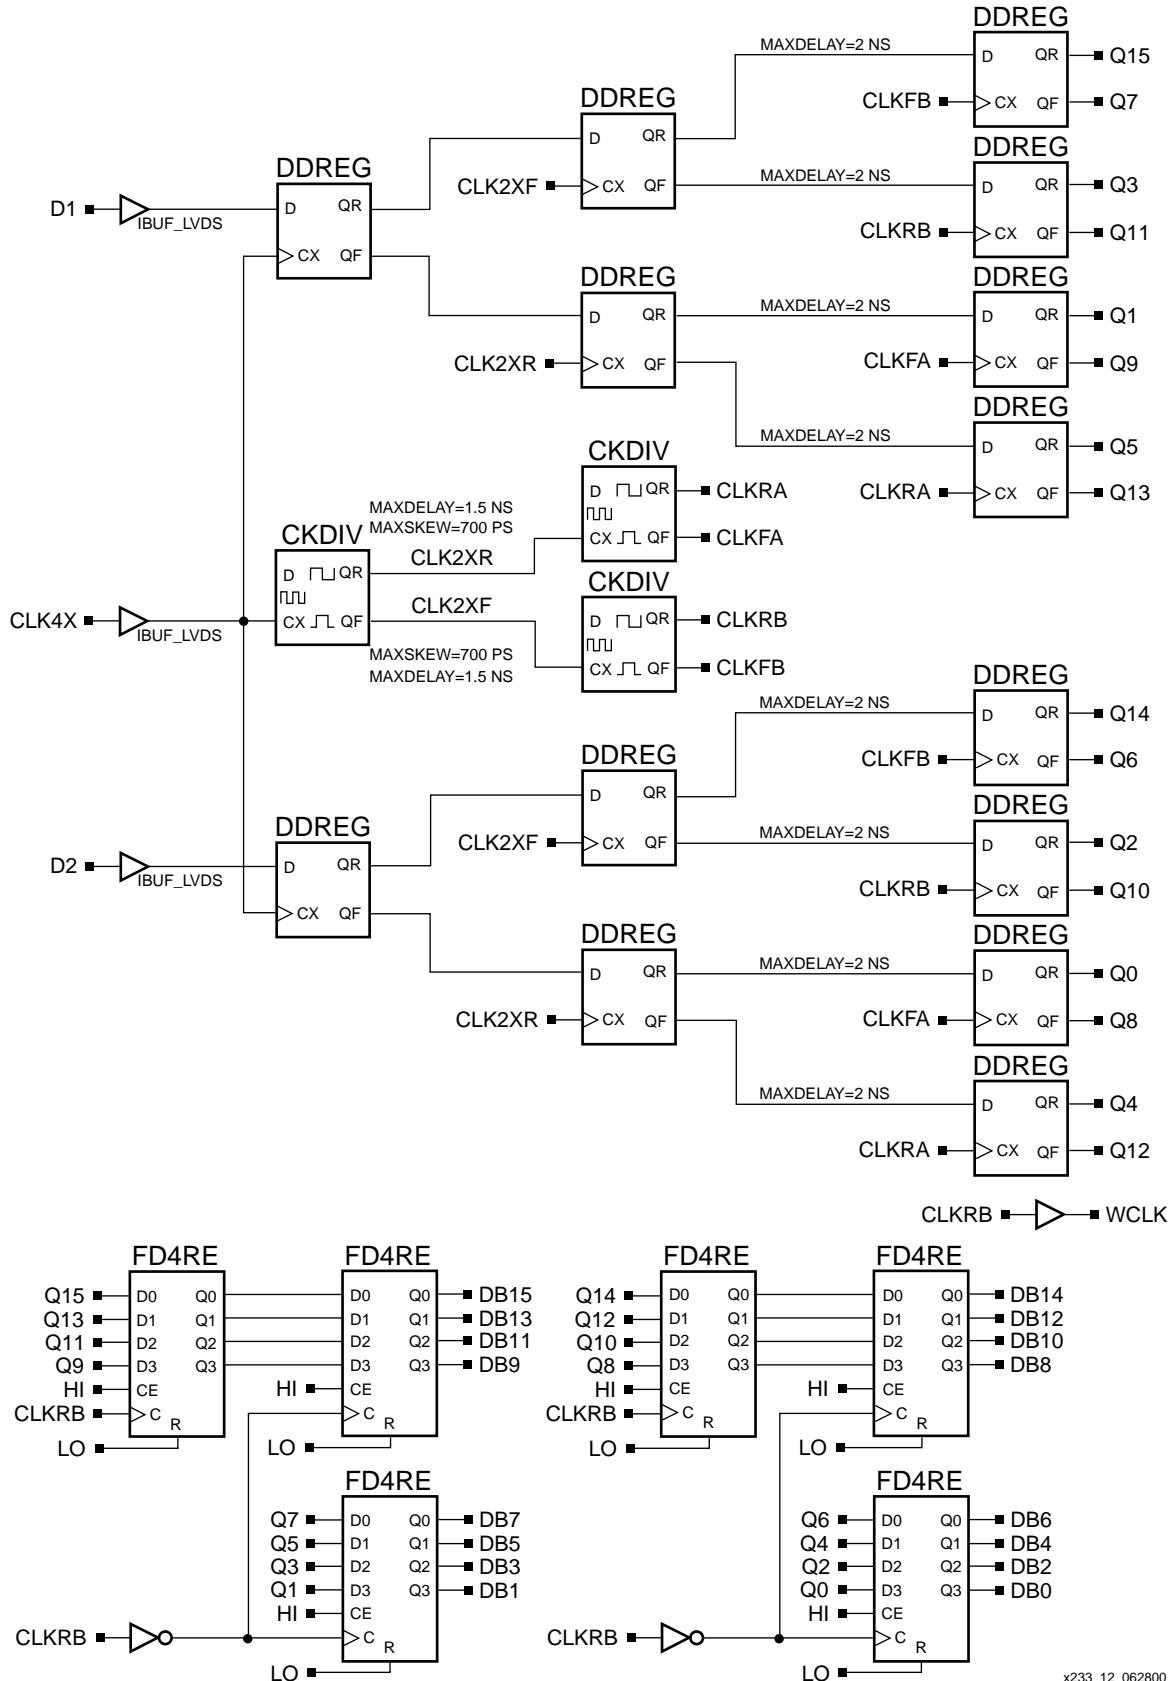 DDREG
MAXDELAY=2 NS
D QR Q15
CLKFB CX QF Q7
DDREG
D QR
CLK2XF CX QF
DDREG
MAXDELAY=2 NS
D QR Q3
CLKRB CX QF Q11
DDREG
D1 IBUF_LVDS D QR
CX QF
DDREG
D QR
CLK2XR CX QF
DDREG
MAXDELAY=2 NS
D QR Q1
CLKFA CX QF Q9
DDREG
MAXDELAY=2 NS
D QR Q5
CLKRA CX QF Q13
CKDIV
D QR CLKRA
CX QF CLKFA
MAXDELAY=1.5 NS
MAXSKEW=700 PS
CKDIV
CLK2XR
D QR
CLK4X IBUF_LVDS CX QF
CLK2XF
MAXSKEW=700 PS
MAXDELAY=1.5 NS
CKDIV
D QR CLKRB
CX QF CLKFB
DDREG
MAXDELAY=2 NS
D QR Q14
CLKFB CX QF Q6
DDREG
D QR
CLK2XF CX QF
DDREG
MAXDELAY=2 NS
D QR Q2
CLKRB CX QF Q10
DDREG
D2 IBUF_LVDS D QR
CX QF
DDREG
D QR
CLK2XR CX QF
DDREG
MAXDELAY=2 NS
D QR Q0
CLKFA CX QF Q8
DDREG
MAXDELAY=2 NS
D QR Q4
CLKRA CX QF Q12
CLKRB WCLK
FD4RE FD4RE FD4RE FD4RE
Q15 D0 Q0 D0 Q0 DB15 Q14 D0 Q0 D0 Q0 DB14
Q13 D1 Q1 D1 Q1 DB13 Q12 D1 Q1 D1 Q1 DB12
Q11 D2 Q2 D2 Q2 DB11 Q10 D2 Q2 D2 Q2 DB10
Q9 D3 Q3 D3 Q3 DB9 Q8 D3 Q3 D3 Q3 DB8
HI CE HI CE HI CE HI CE
CLKRB C R C R CLKRB C R C R
LO LO LO LO
FD4RE FD4RE
Q7 D0 Q0 DB7 Q6 D0 Q0 DB6
Q5 D1 Q1 DB5 Q4 D1 Q1 DB4
Q3 D2 Q2 DB3 Q2 D2 Q2 DB2
Q1 D3 Q3 DB1 Q0 D3 Q3 DB0
HI CE HI CE
CLKRB C R CLKRB C R
LO LO
x233_12_062800